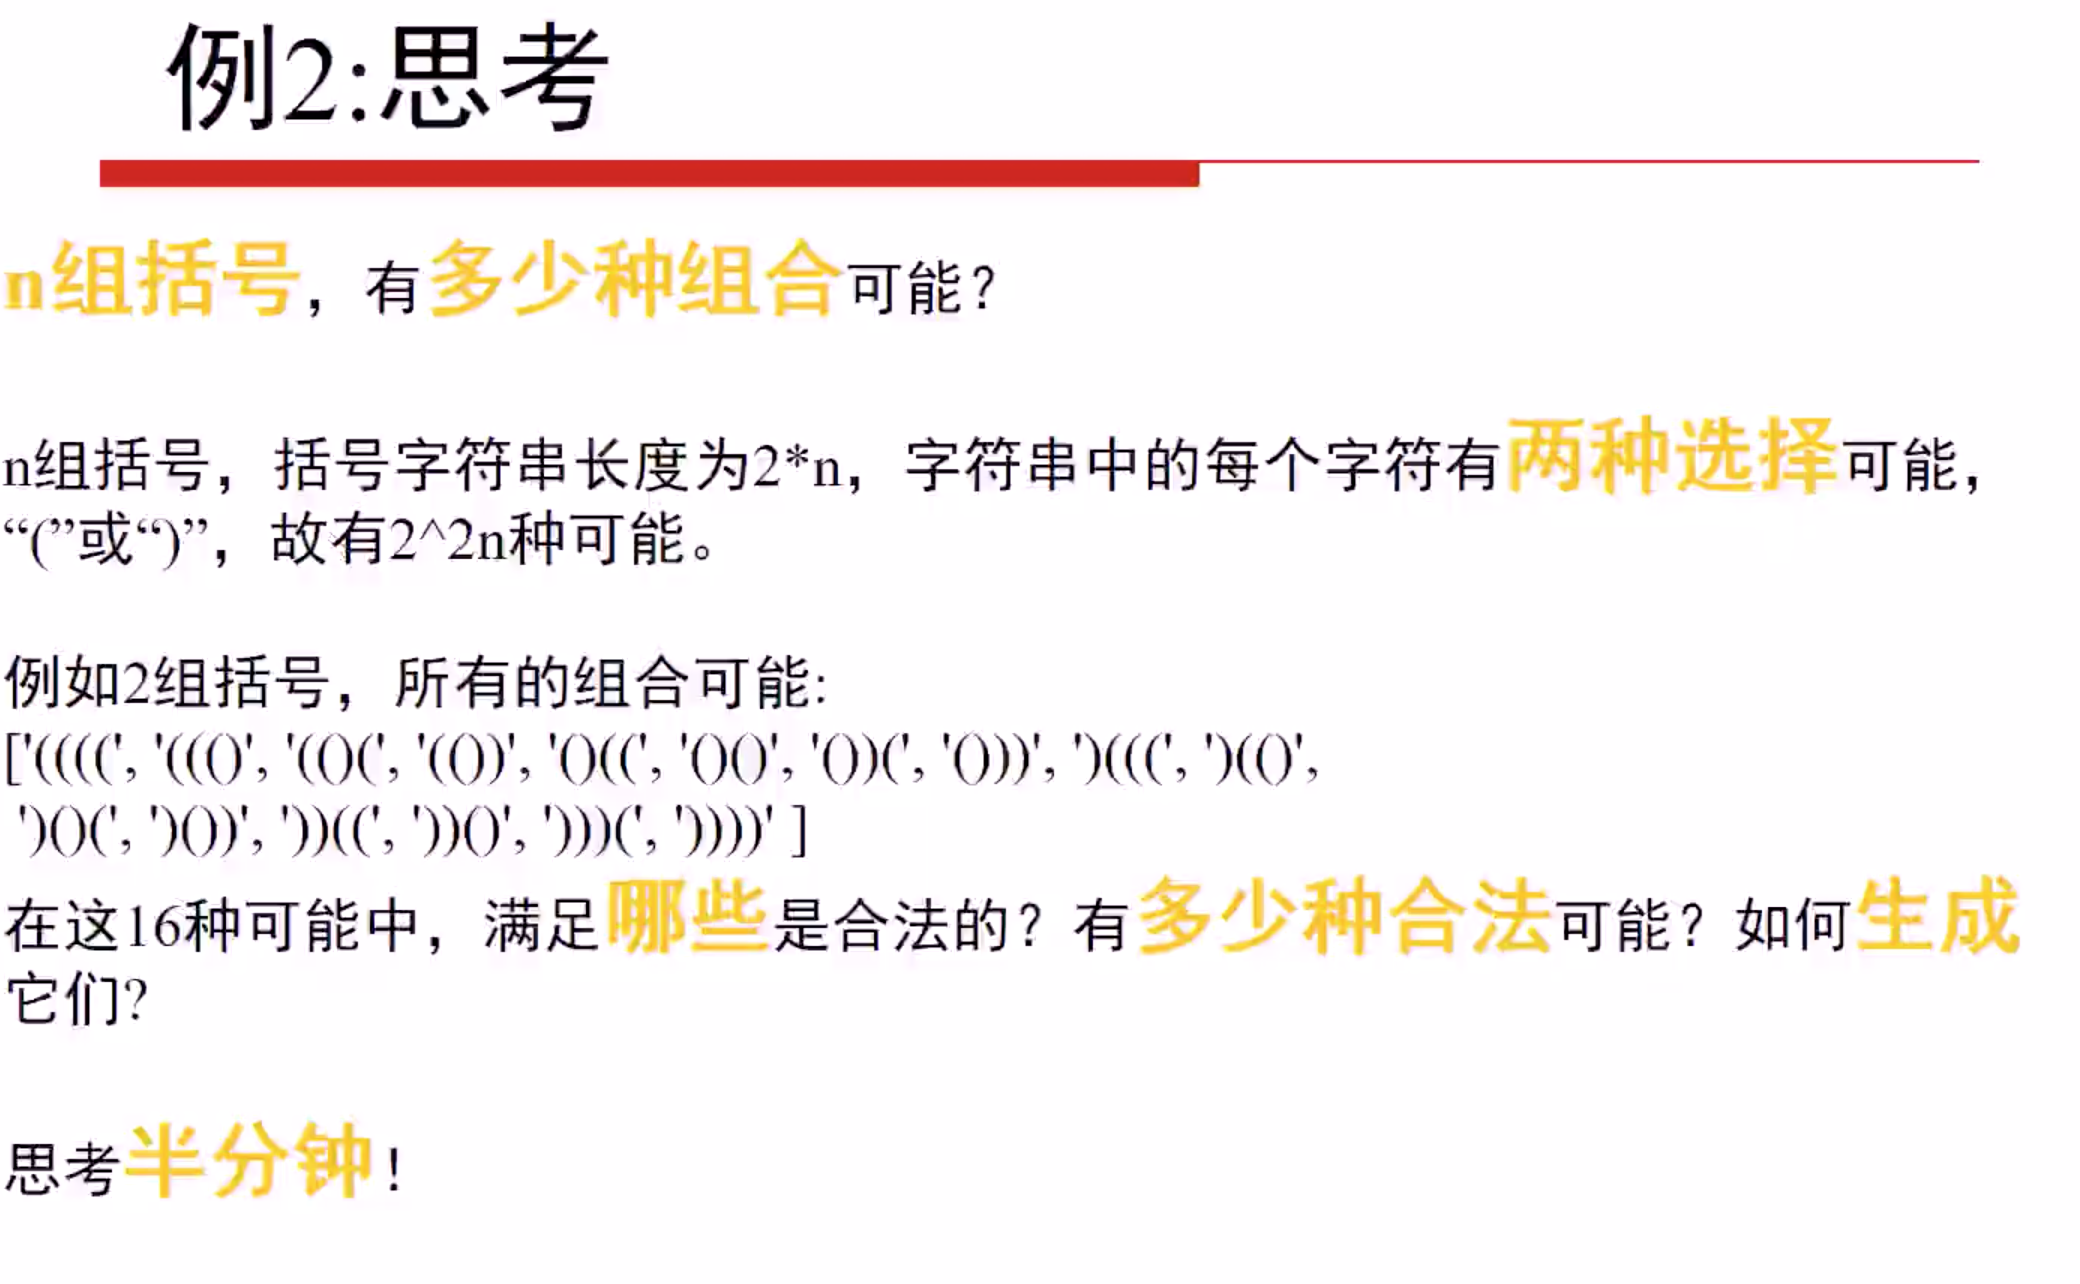 例2:思考
n组括号，有多少种组合可能？
n组括号，括号字符串长度为2*n，字符串中的每个字符有两种选择可能，
“(”或“)”，故有2^2n种可能。
例如2组括号，所有的组合可能:
['((((', '((()', '(()(', '(())', '()((', '()()', '())(', '()))', ')(((', ')(()',
')()(', ')())', '))((', '))()', ')))(', '))))' ]
在这16种可能中，满足哪些是合法的？有多少种合法可能？如何生成
它们?
思考半分钟！